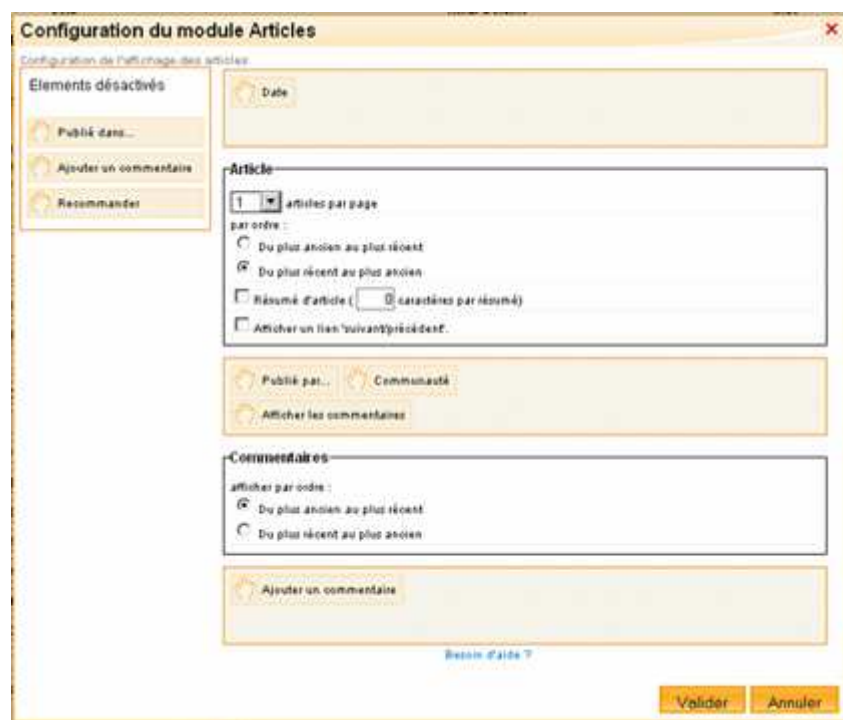 Configuration du module Articles
Configuration de l'affichage des articles
Elements désactivés
Publié dans...
Ajouter un commentaire
Recommander
Date
Article
1 articles par page
par ordre :
Du plus ancien au plus récent
Du plus récent au plus ancien
Résumé d'article ( 0 caractères par résumé)
Afficher un lien 'suivant/précédent'.
Publié par... Communauté
Afficher les commentaires
Commentaires
afficher par ordre :
Du plus ancien au plus récent
Du plus récent au plus ancien
Ajouter un commentaire
Besoin d'aide ?
Valider Annuler